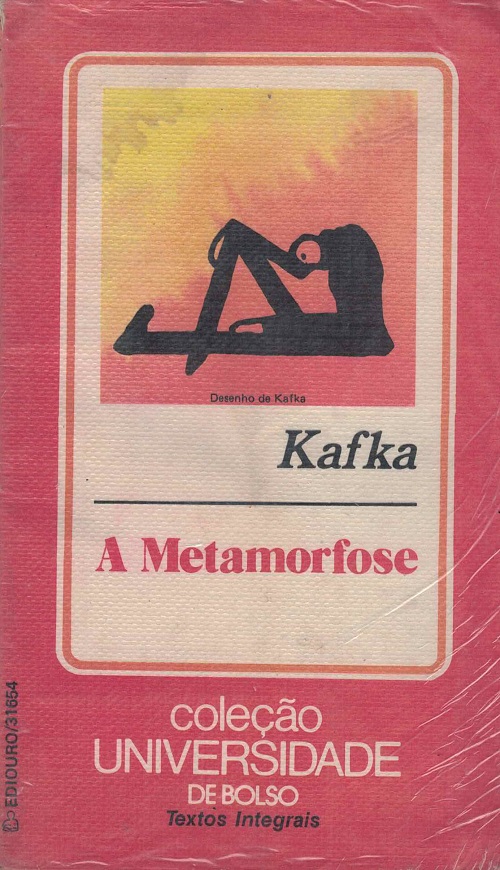 Desenho de Kafka
Kafka
A Metamorfose
coleção
UNIVERSIDADE
DE BOLSO
Textos Integrais
EDIOURO/31654